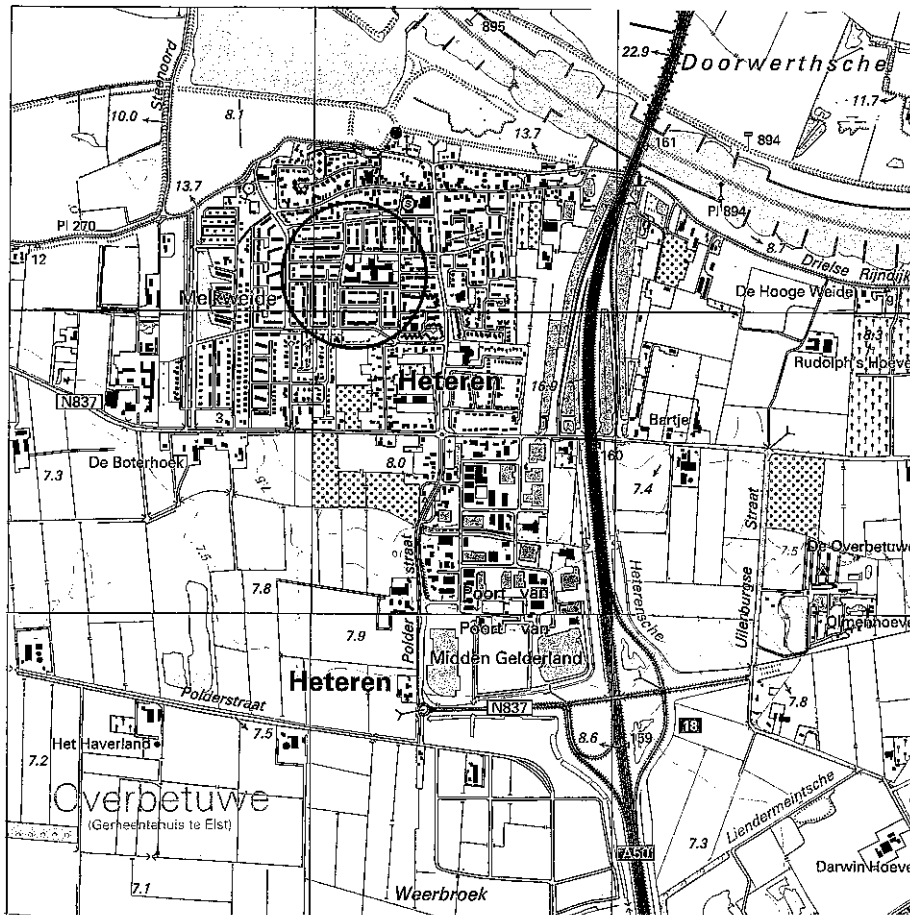 895
22.9
Doorwerthsche
Steenoord
10.0
8.1
11.7
13.7
161
894
13.7
Pl 270
Pl 894
8.7
Drielse Rijndijk
12
Melkweide
De Hooge Weide
8.3
Rudolph's Hoeve
Heteren
16.9
N837
3
Bartje
De Boterhoek
8.0
160
7.3
7.5
7.4
Straat
7.5
straat
7.5
De Overbetuwe
7.8
Poort van
Heterensche
Polder
7.9
Poort van
Uilenburgse
Olmenhoeve
Midden Gelderland
Heteren
Polderstraat
N837
7.8
18
7.5
8.6
159
Het Haverland
7.2
Overbetuwe
(Gemeentehuis te Elst)
Liendermeintsche
7.3
A50
Darwin Hoeve
7.1
Weerbroek